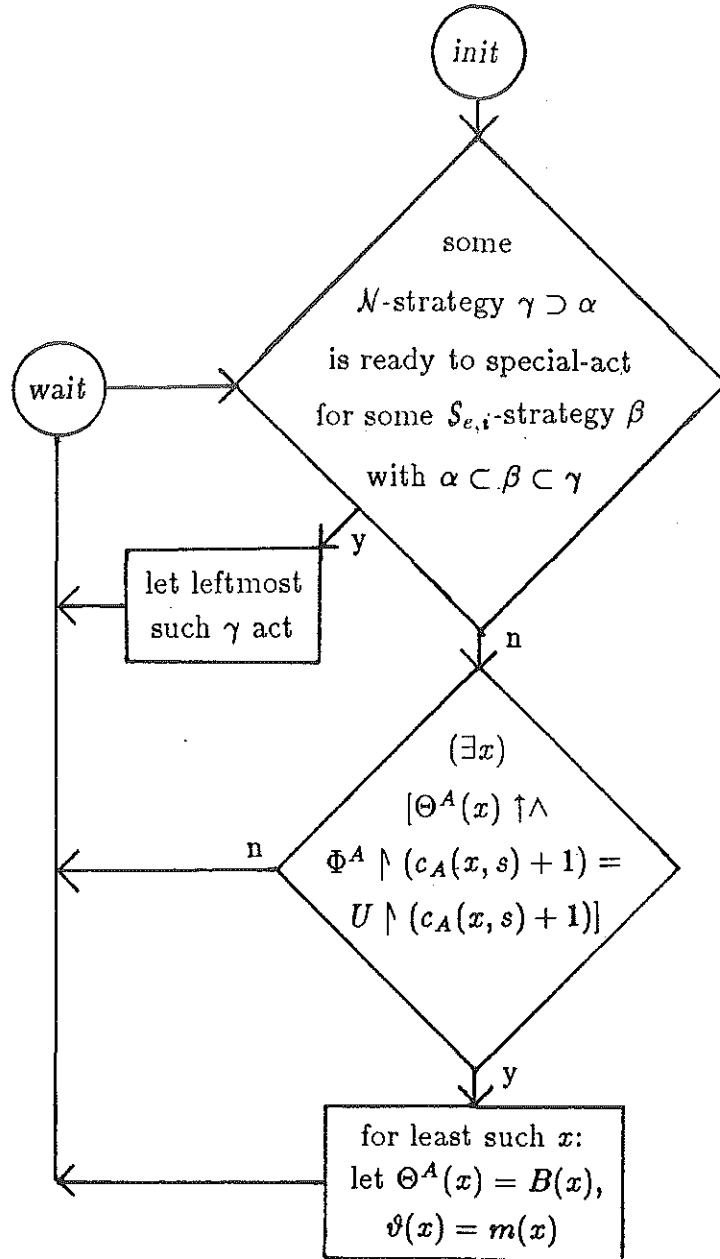 init
some
𝒩-strategy γ ⊃ α
is ready to special-act
for some 𝒮e,i-strategy β
with α ⊂ β ⊂ γ
wait
y
let leftmost
such γ act
n
(∃x)
[Θ^A(x) ↑∧
Φ^A ↾ (c_A(x, s) + 1) =
U ↾ (c_A(x, s) + 1)]
n
y
for least such x:
let Θ^A(x) = B(x),
ϑ(x) = m(x)